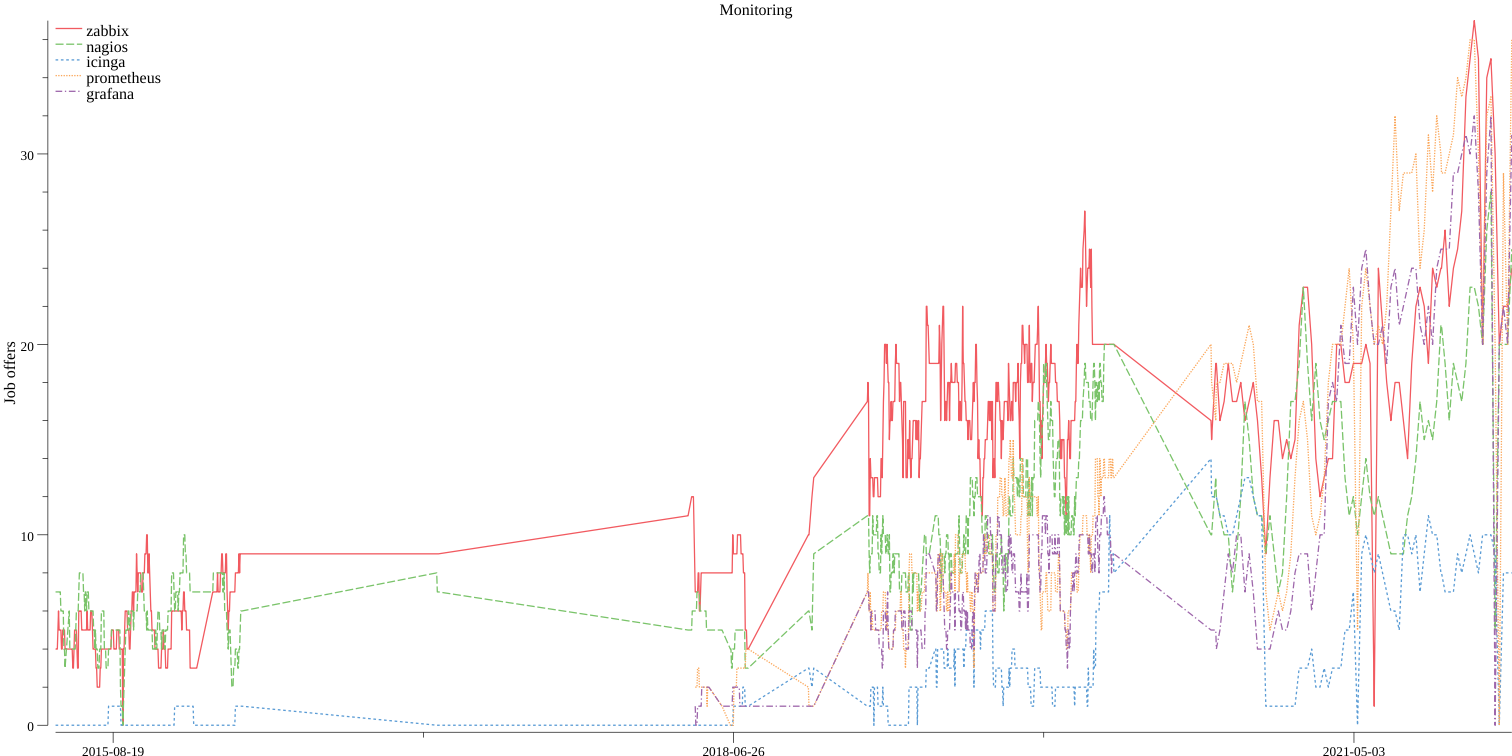 Monitoring
zabbix
nagios
icinga
prometheus
grafana
Job offers
30
20
10
0
2015-08-19
2018-06-26
2021-05-03